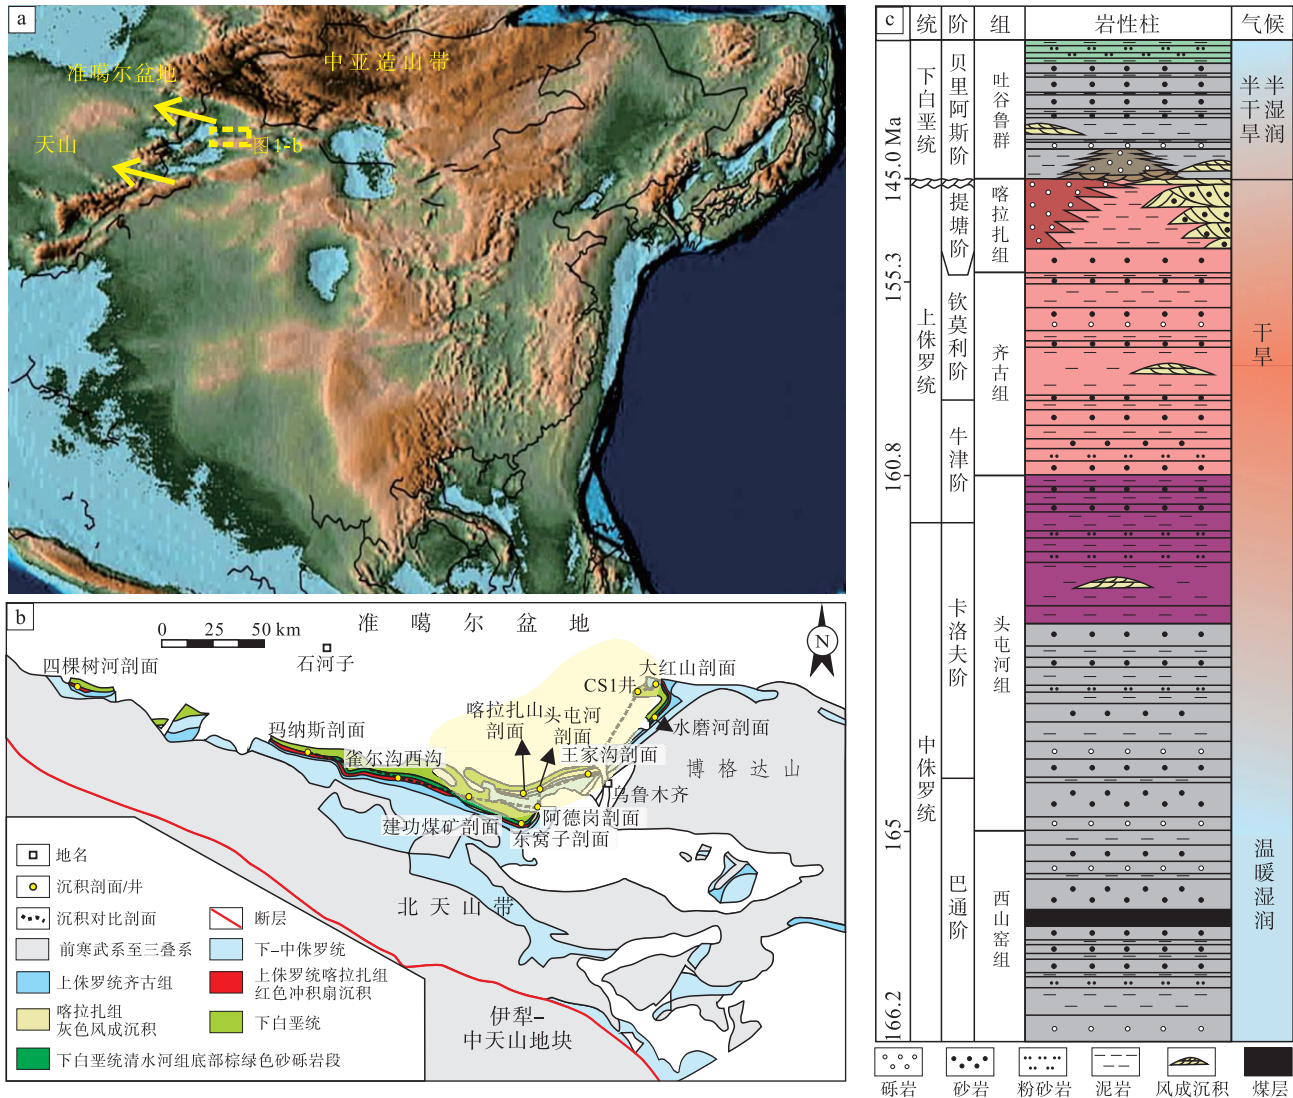 a
中亚造山带
准噶尔盆地
天山
图1-b
b
准噶尔盆地
0 25 50 km
石河子
N
四棵树河剖面
大红山剖面
CS1井
喀拉扎山
剖面
头屯河
剖面
玛纳斯剖面
水磨河剖面
王家沟剖面
雀尔沟西沟
博格达山
乌鲁木齐
建功煤矿剖面
阿德岗剖面
东窝子剖面
北天山带
伊犁–
中天山地块
地名
沉积剖面/井
沉积对比剖面
断层
前寒武系至三叠系
下–中侏罗统
上侏罗统齐古组
上侏罗统喀拉扎组
红色冲积扇沉积
喀拉扎组
灰色风成沉积
下白垩统
下白垩统清水河组底部棕绿色砂砾岩段
c
统 阶 组 岩性柱 气候
下白垩统
贝里阿斯阶
吐谷鲁群
半干旱
半湿润
145.0 Ma
提塘阶
喀拉扎组
155.3
上侏罗统
钦莫利阶
齐古组
干旱
牛津阶
160.8
卡洛夫阶
头屯河组
中侏罗统
165
巴通阶
西山窑组
温暖湿润
166.2
砾岩 砂岩 粉砂岩 泥岩 风成沉积 煤层